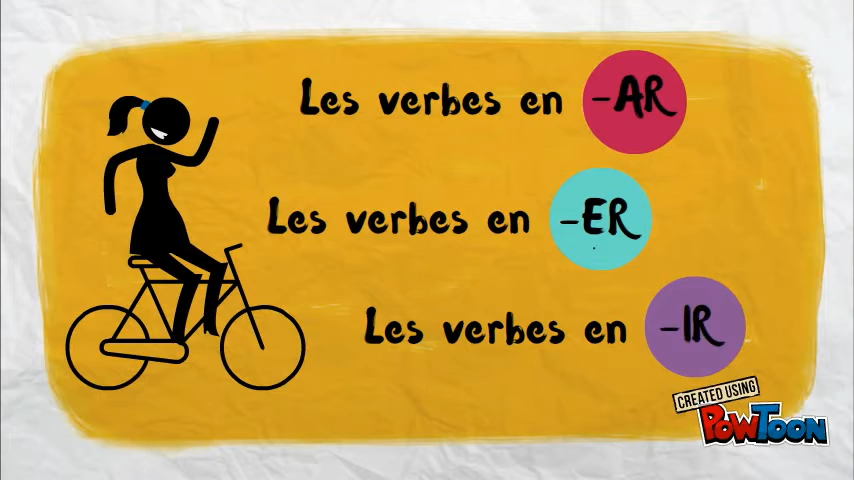 Les verbes en -AR
Les verbes en -ER
Les verbes en -IR
CREATED USING
POWTOON